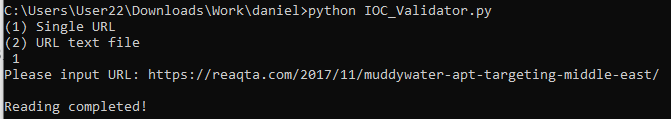 C:\Users\User22\Downloads\Work\daniel>python IOC_Validator.py
(1) Single URL
(2) URL text file
1
Please input URL: https://reaqta.com/2017/11/muddywater-apt-targeting-middle-east/
Reading completed!